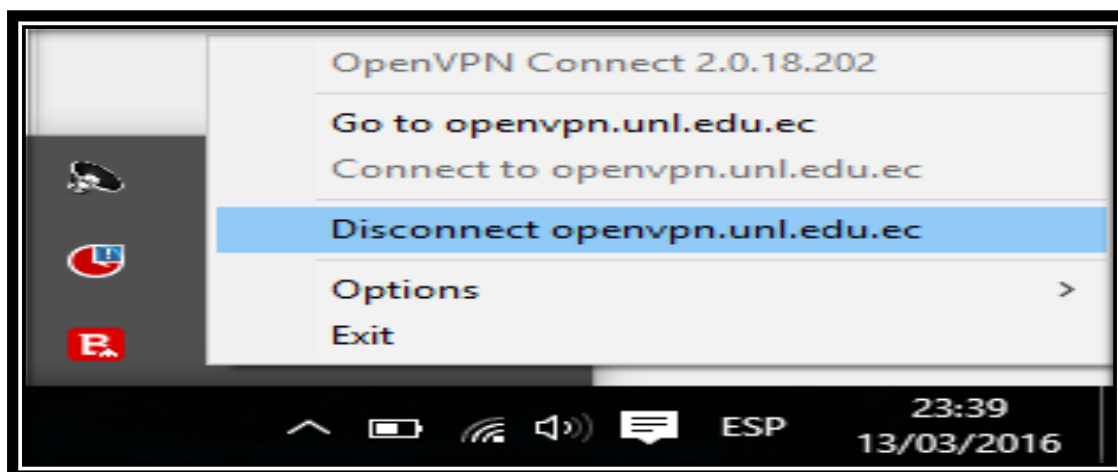 OpenVPN Connect 2.0.18.202
Go to openvpn.unl.edu.ec
Connect to openvpn.unl.edu.ec
Disconnect openvpn.unl.edu.ec
Options
Exit
ESP
23:39
13/03/2016